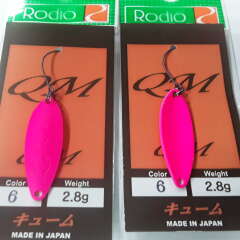 Rodio
QM
Color Weight
6 2.8g
キューム
MADE IN JAPAN
Rodio
QM
Color Weight
6 2.8g
キューム
MADE IN JAPAN